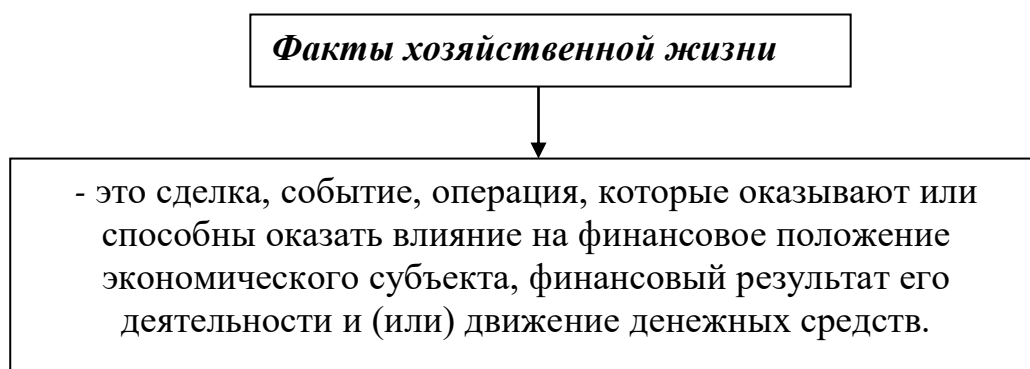 Факты хозяйственной жизни
- это сделка, событие, операция, которые оказывают или
способны оказать влияние на финансовое положение
экономического субъекта, финансовый результат его
деятельности и (или) движение денежных средств.